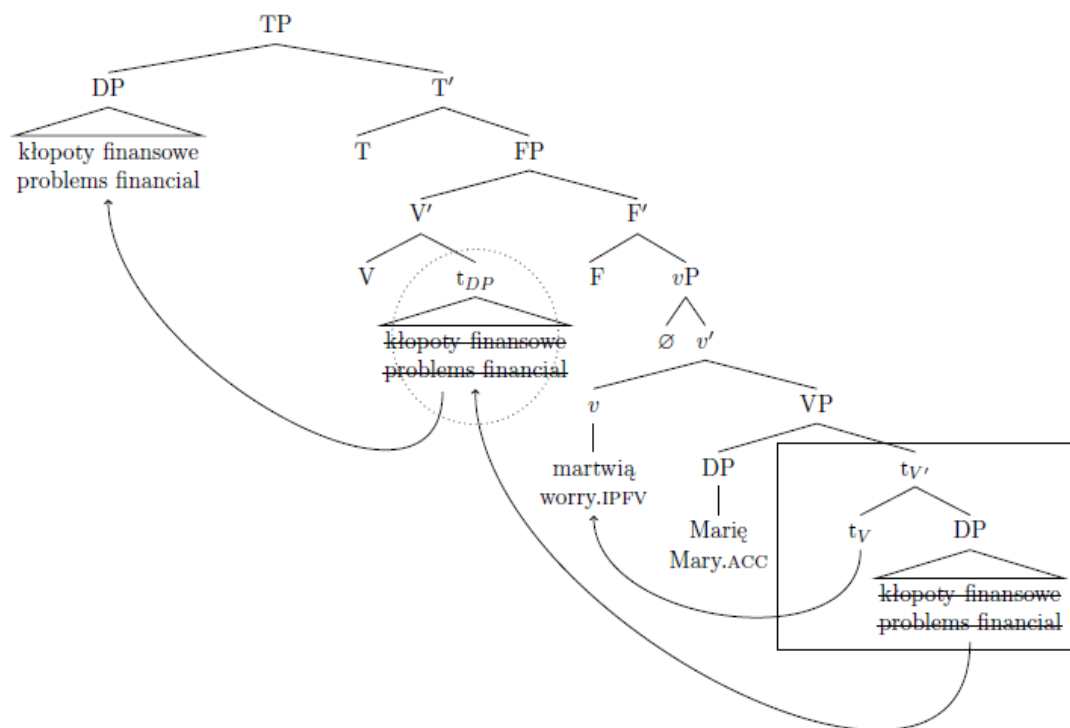 TP
DP T′
kłopoty finansowe
problems financial
T FP
V′ F′
V t_DP F vP
kłopoty finansowe
problems financial
∅ v′
v VP
martwią
worry.IPFV
DP t_V′
Marię
Mary.ACC
t_V DP
kłopoty finansowe
problems financial